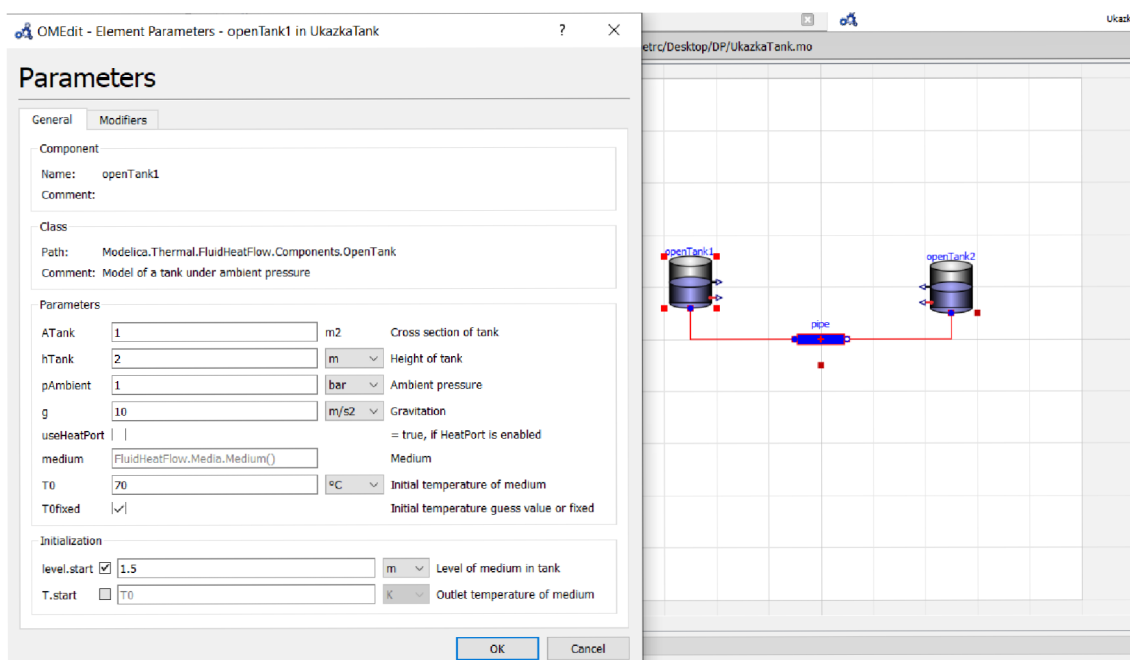 OMEdit - Element Parameters - openTank1 in UkazkaTank ? ×
Parameters
General Modifiers
Component
Name: openTank1
Comment:
Class
Path: Modelica.Thermal.FluidHeatFlow.Components.OpenTank
Comment: Model of a tank under ambient pressure
Parameters
ATank 1 m2 Cross section of tank
hTank 2 m Height of tank
pAmbient 1 bar Ambient pressure
g 10 m/s2 Gravitation
useHeatPort = true, if HeatPort is enabled
medium FluidHeatFlow.Media.Medium() Medium
T0 70 °C Initial temperature of medium
T0fixed Initial temperature guess value or fixed
Initialization
level.start 1.5 m Level of medium in tank
T.start T0 K Outlet temperature of medium
OK Cancel
etrc/Desktop/DP/UkazkaTank.mo
openTank1
openTank2
pipe